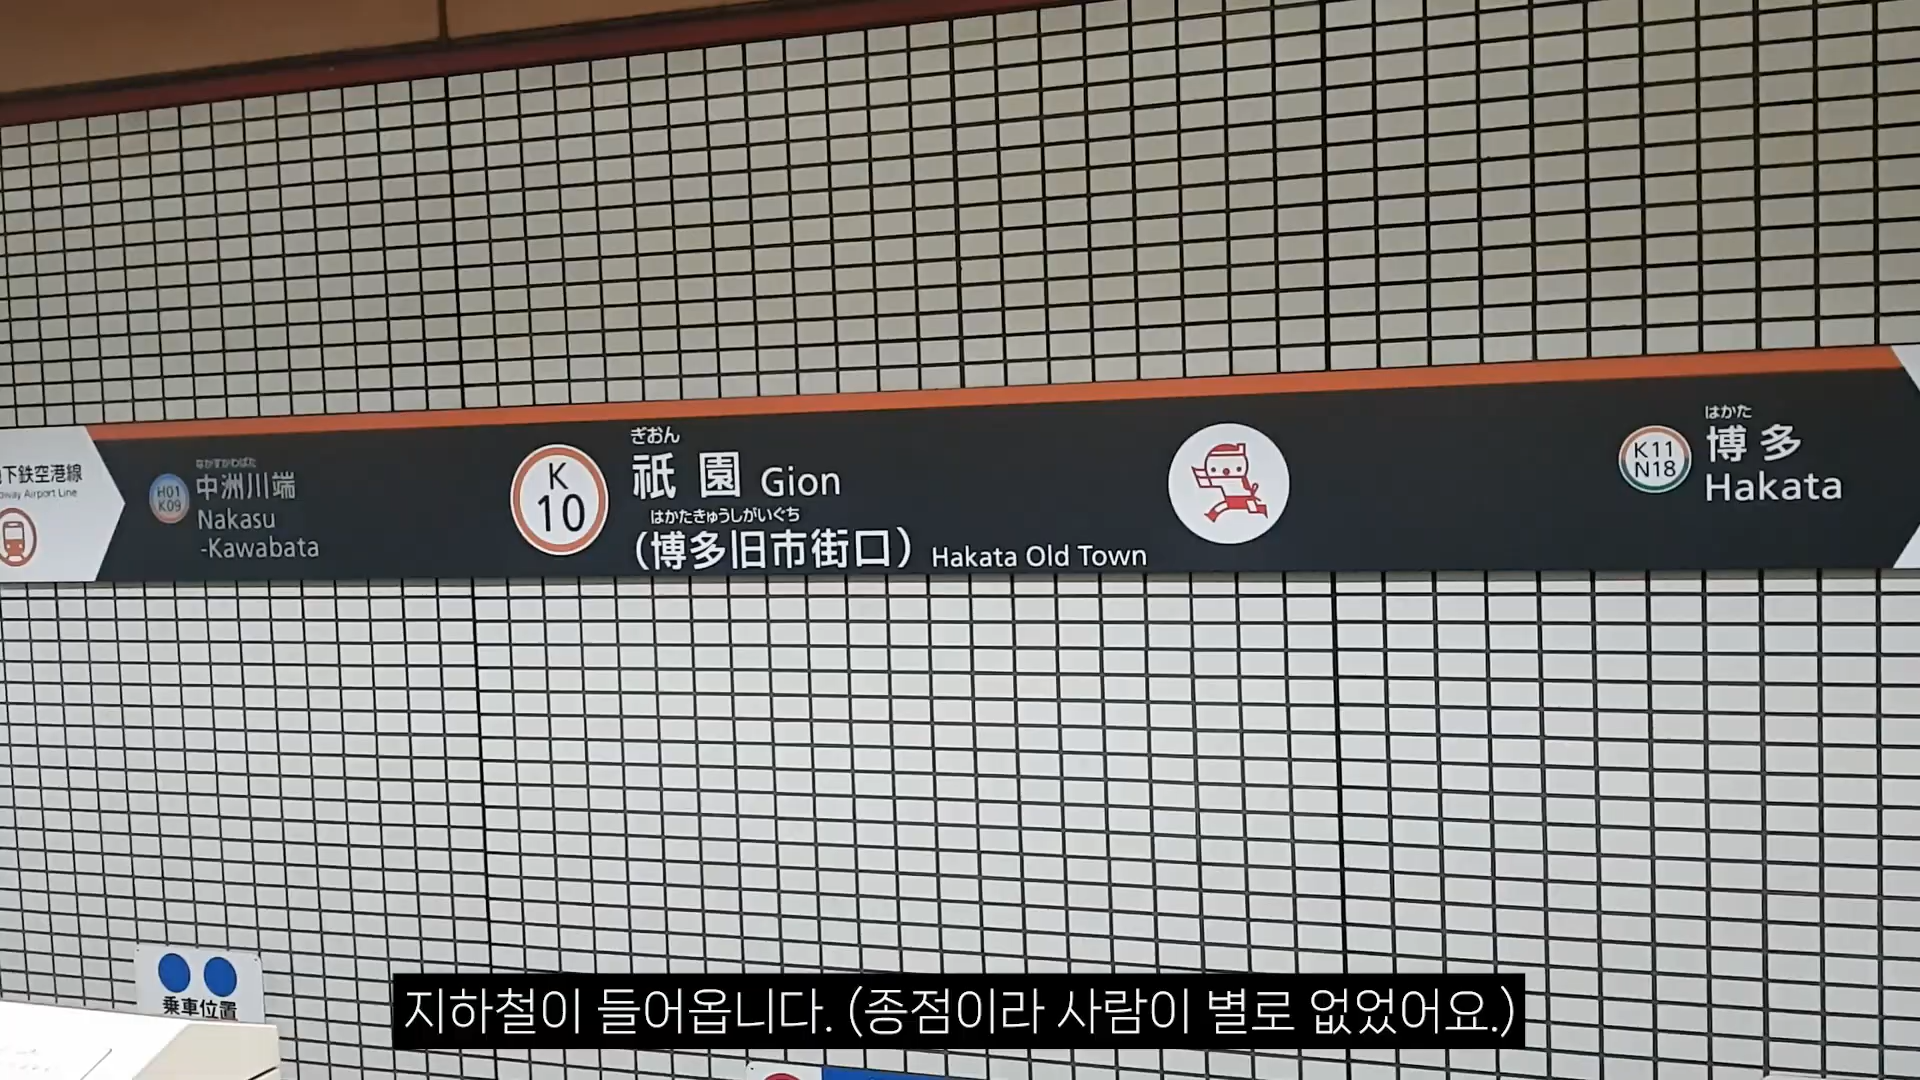 下鉄空港線
way Airport Line
H01
K09
なかすかわばた
中洲川端
Nakasu
-Kawabata
K
10
ぎおん
祇園 Gion
はかたきゅうしがいぐち
(博多旧市街口) Hakata Old Town
K11
N18
はかた
博多
Hakata
乗車位置
지하철이 들어옵니다. (종점이라 사람이 별로 없었어요.)